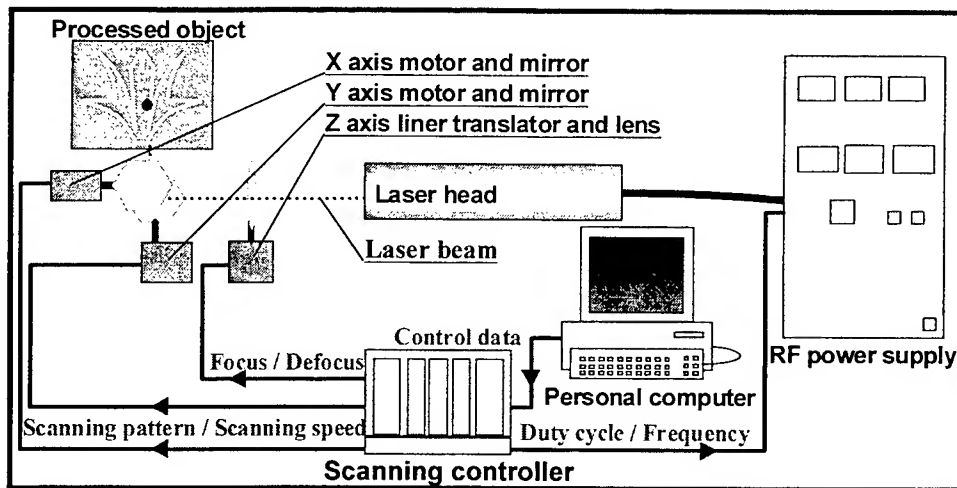 Processed object
X axis motor and mirror
Y axis motor and mirror
Z axis liner translator and lens
Laser head
Laser beam
Control data
Focus / Defocus
RF power supply
Personal computer
Scanning pattern / Scanning speed
Duty cycle / Frequency
Scanning controller